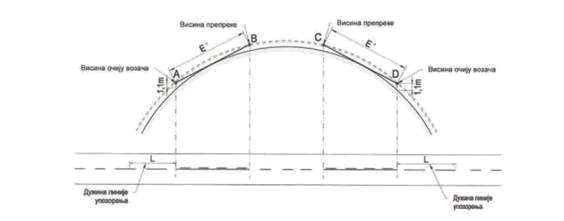 Висина препреке
Висина препреке
B
C
E'
E'
Висина очију возача
A
D
Висина очију возача
1,1m
1,1m
L
L
Дужина линије
упозорења
Дужина линије
упозорења